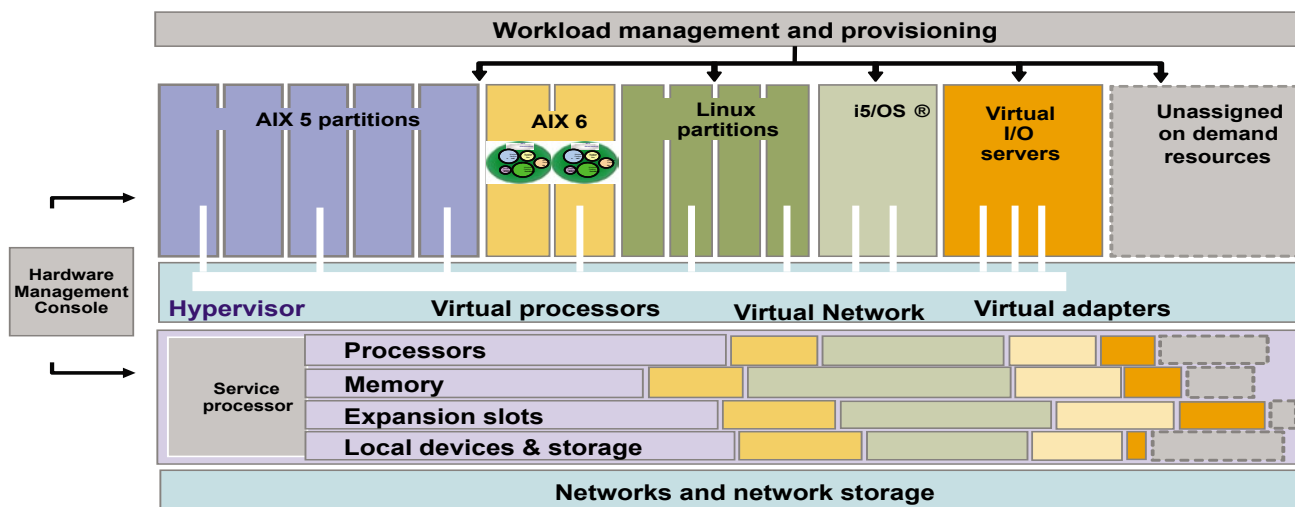 Workload management and provisioning
AIX 5 partitions
AIX 6
Linux
partitions
i5/OS ®
Virtual
I/O
servers
Unassigned
on demand
resources
Hardware
Management
Console
Hypervisor
Virtual processors
Virtual Network
Virtual adapters
Service
processor
Processors
Memory
Expansion slots
Local devices & storage
Networks and network storage